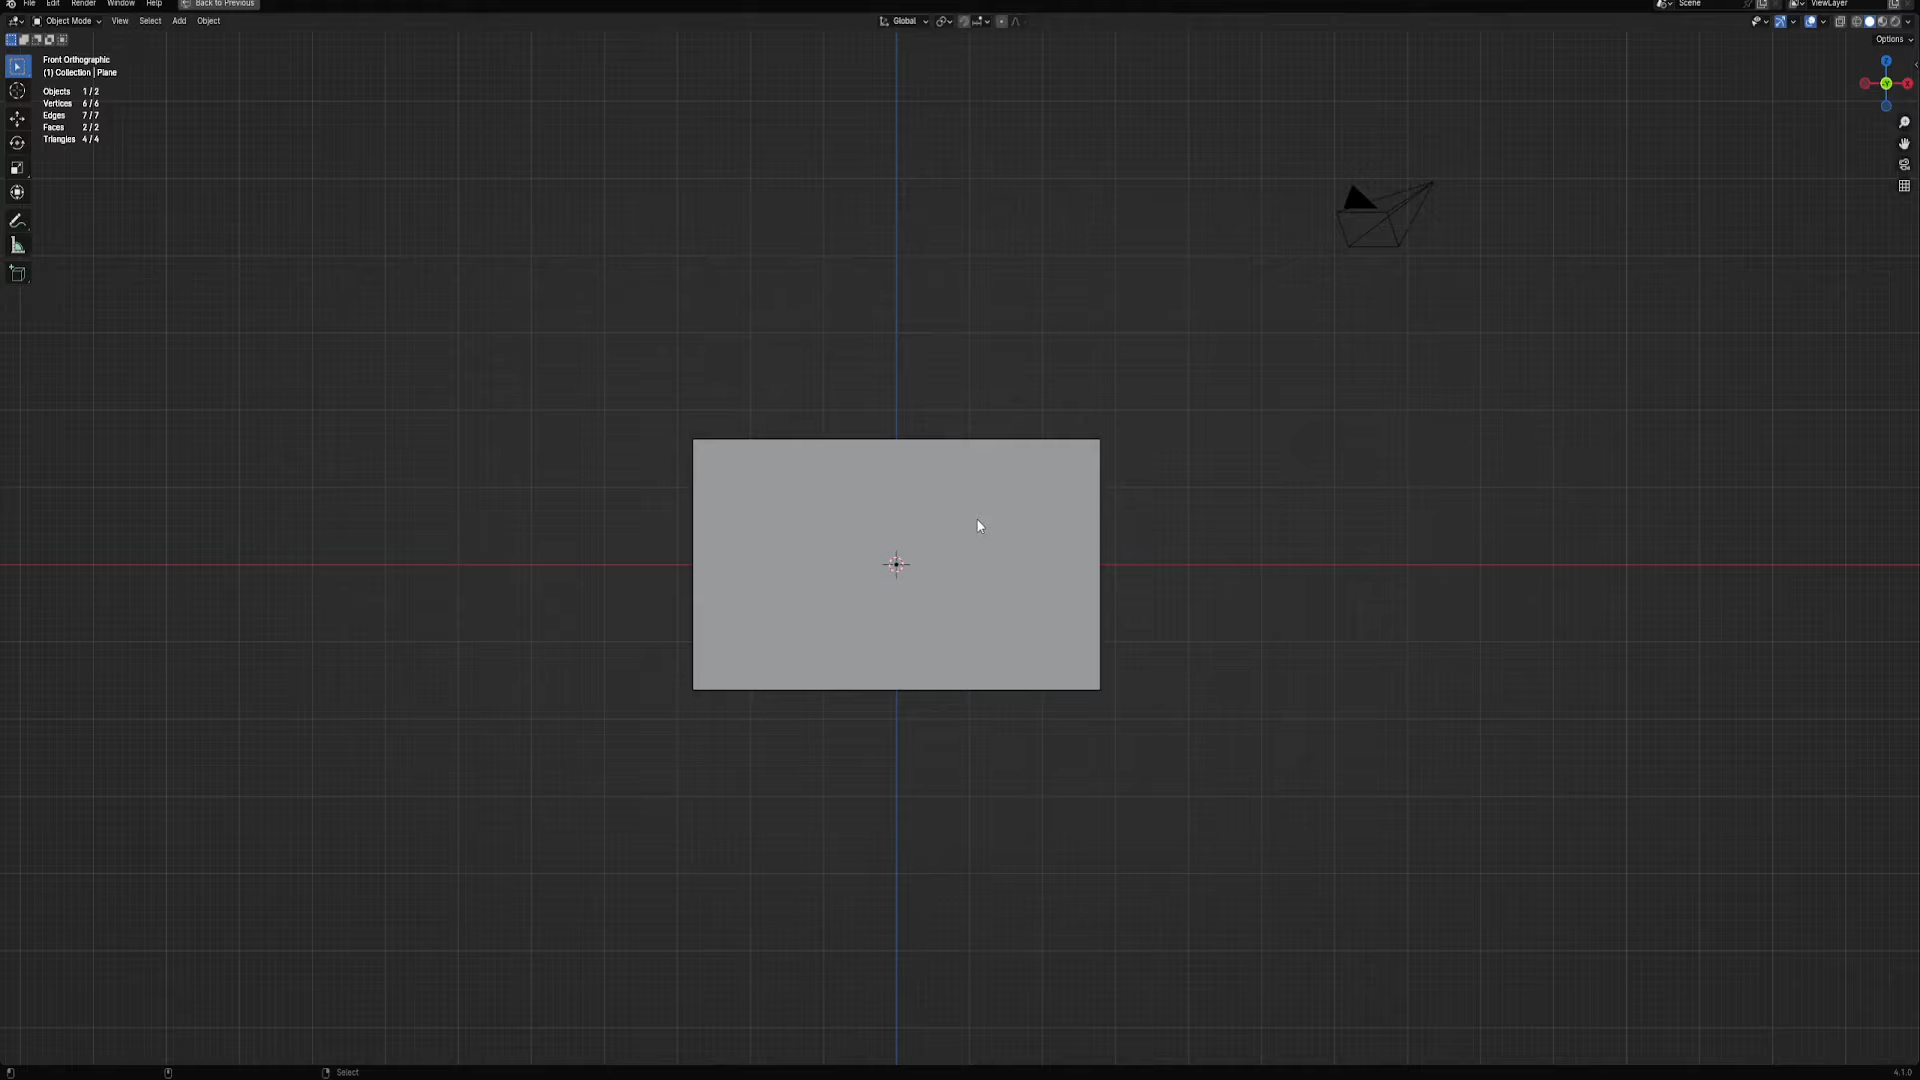 File Edit Render Window Help Back to Previous Scene ViewLayer
Object Mode View Select Add Object Global
Options
Front Orthographic
(1) Collection | Plane
Objects 1 / 2
Vertices 6 / 6
Edges 7 / 7
Faces 2 / 2
Triangles 4 / 4
Z
X
-Y
Select 4.1.0